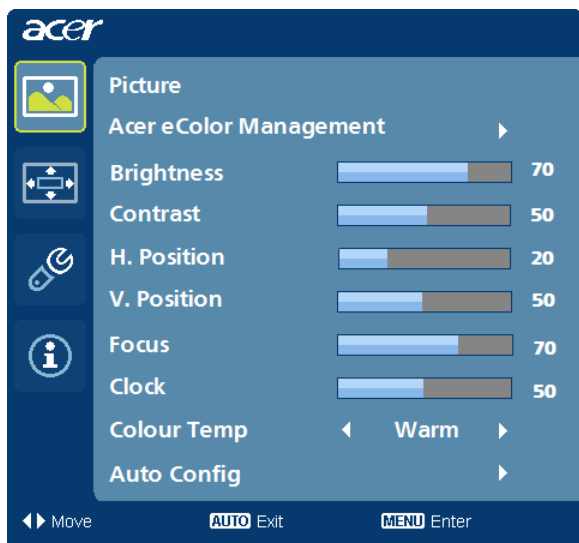 acer
Picture
Acer eColor Management
Brightness 70
Contrast 50
H. Position 20
V. Position 50
Focus 70
Clock 50
Colour Temp Warm
Auto Config
Move AUTO Exit MENU Enter